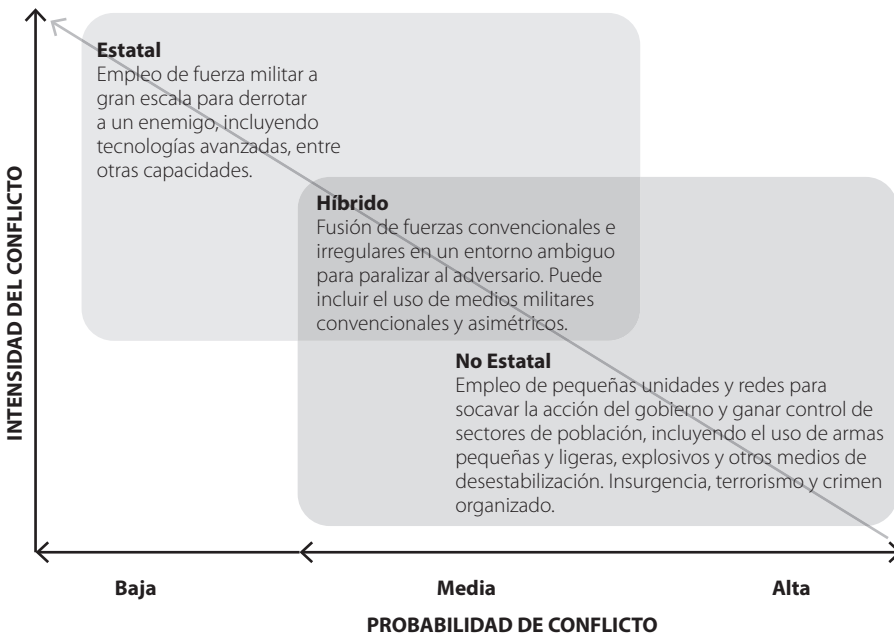 Estatal
Empleo de fuerza militar a
gran escala para derrotar
a un enemigo, incluyendo
tecnologías avanzadas, entre
otras capacidades.
INTENSIDAD DEL CONFLICTO
Híbrido
Fusión de fuerzas convencionales e
irregulares en un entorno ambiguo
para paralizar al adversario. Puede
incluir el uso de medios militares
convencionales y asimétricos.
No Estatal
Empleo de pequeñas unidades y redes para
socavar la acción del gobierno y ganar control de
sectores de población, incluyendo el uso de armas
pequeñas y ligeras, explosivos y otros medios de
desestabilización. Insurgencia, terrorismo y crimen
organizado.
Baja
Media
Alta
PROBABILIDAD DE CONFLICTO